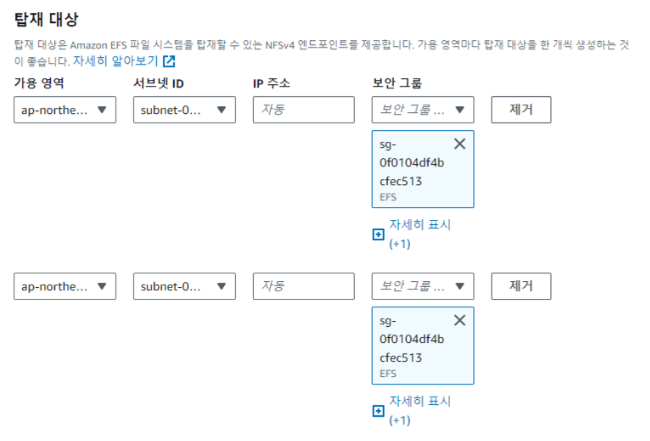 탑재 대상
탑재 대상은 Amazon EFS 파일 시스템을 탑재할 수 있는 NFSv4 엔드포인트를 제공합니다. 가용 영역마다 탑재 대상을 한 개씩 생성하는 것
이 좋습니다. 자세히 알아보기
가용 영역 서브넷 ID IP 주소 보안 그룹
ap-northe... subnet-0... 자동 보안 그룹 ... 제거
sg-
0f0104df4b
cfec513
EFS
자세히 표시
(+1)
ap-northe... subnet-0... 자동 보안 그룹 ... 제거
sg-
0f0104df4b
cfec513
EFS
자세히 표시
(+1)